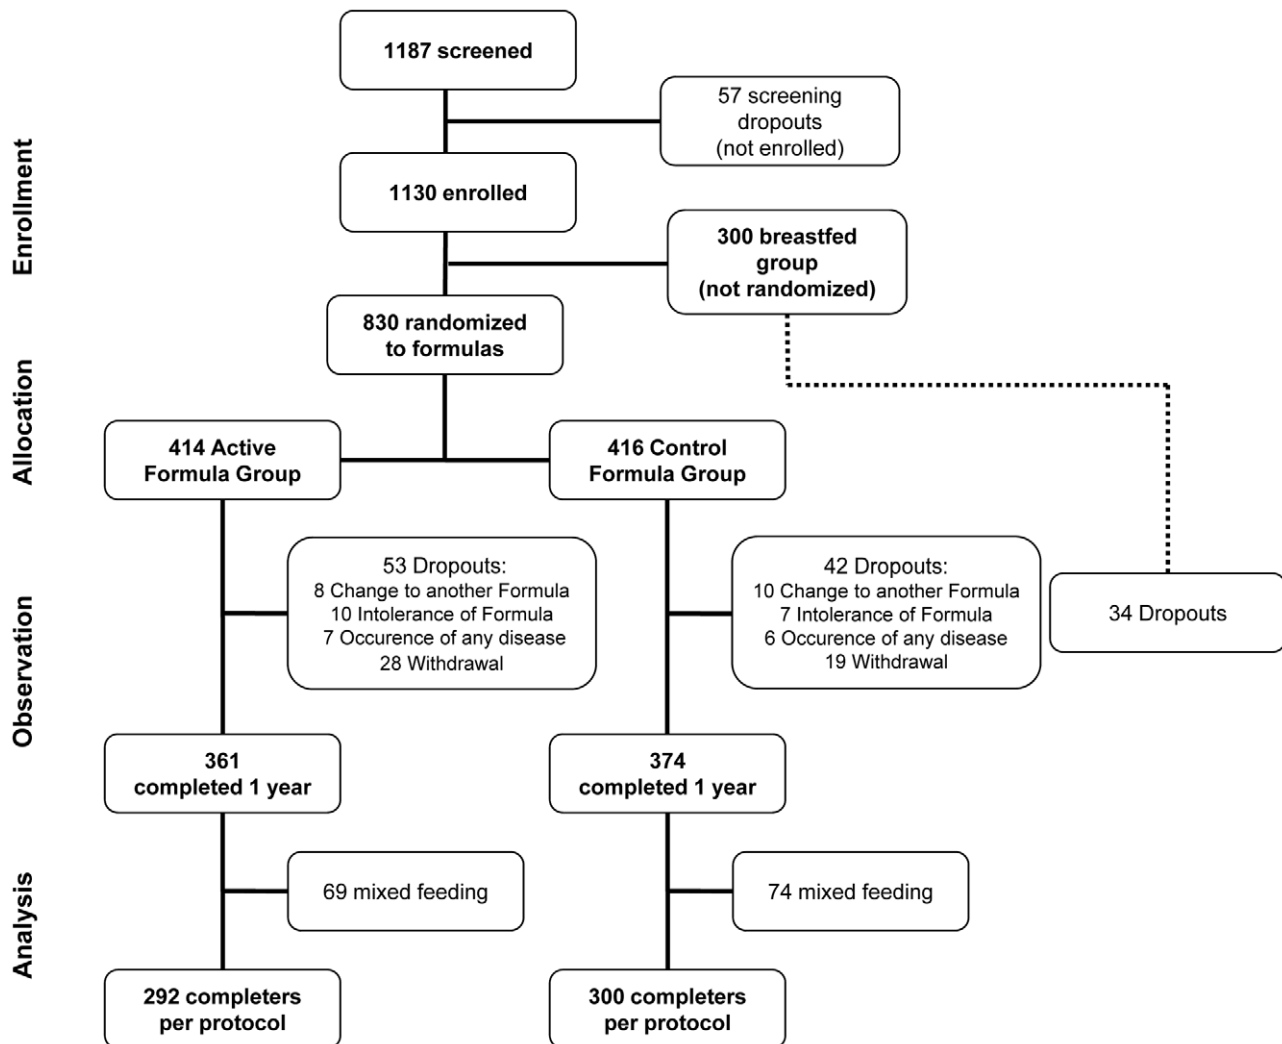 1187 screened
57 screening
dropouts
(not enrolled)
Enrollment
1130 enrolled
300 breastfed
group
(not randomized)
830 randomized
to formulas
Allocation
414 Active
Formula Group
416 Control
Formula Group
53 Dropouts:
8 Change to another Formula
10 Intolerance of Formula
7 Occurence of any disease
28 Withdrawal
42 Dropouts:
10 Change to another Formula
7 Intolerance of Formula
6 Occurence of any disease
19 Withdrawal
34 Dropouts
Observation
361
completed 1 year
374
completed 1 year
Analysis
69 mixed feeding
74 mixed feeding
292 completers
per protocol
300 completers
per protocol